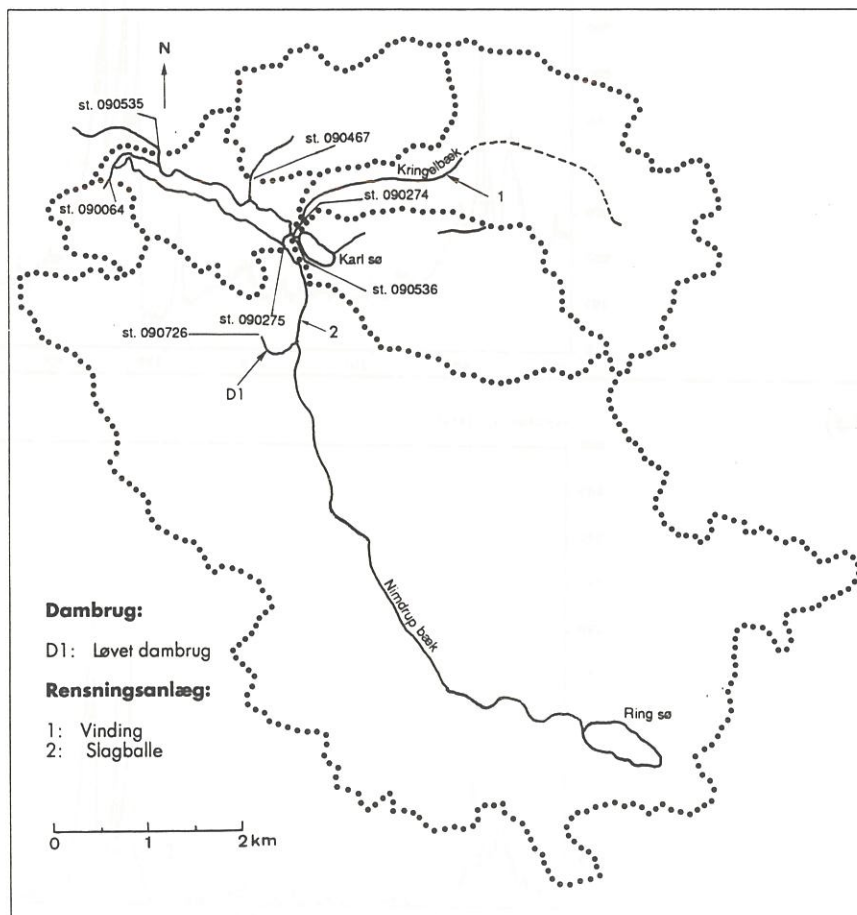 N
st. 090535
st. 090467
Kringelbæk
st. 090274
1
st. 090064
Karl sø
st. 090536
st. 090275
2
st. 090726
D1
Nimdrup bæk
Dambrug:
D1: Løvet dambrug
Rensningsanlæg:
1: Vinding
2: Slagballe
Ring sø
0 1 2 km